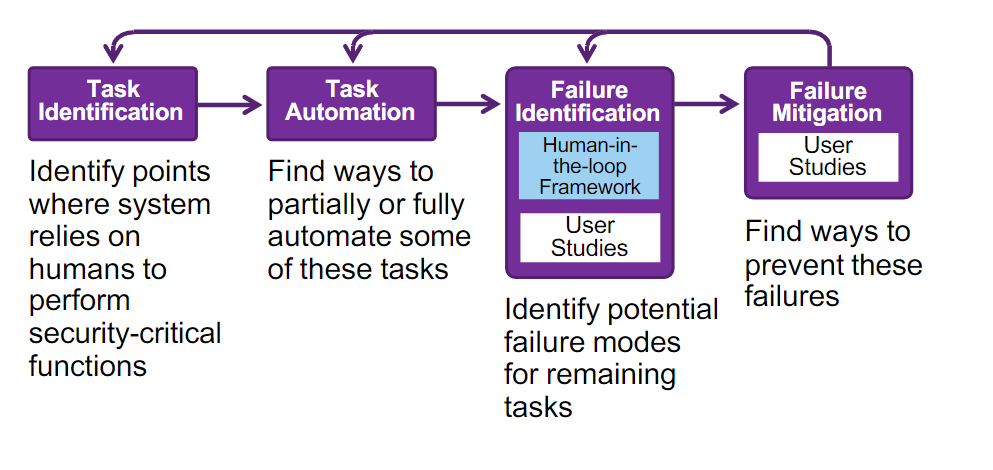 Task
Identification
Identify points
where system
relies on
humans to
perform
security-critical
functions
Task
Automation
Find ways to
partially or fully
automate some
of these tasks
Failure
Identification
Human-in-
the-loop
Framework
User
Studies
Identify potential
failure modes
for remaining
tasks
Failure
Mitigation
User
Studies
Find ways to
prevent these
failures